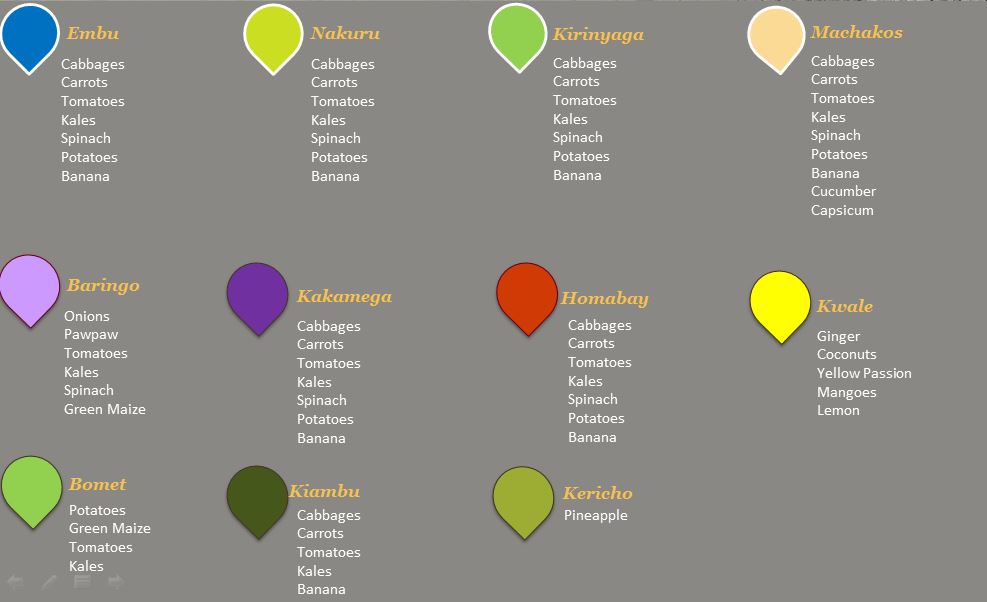 Embu
Cabbages
Carrots
Tomatoes
Kales
Spinach
Potatoes
Banana
Nakuru
Cabbages
Carrots
Tomatoes
Kales
Spinach
Potatoes
Banana
Kirinyaga
Cabbages
Carrots
Tomatoes
Kales
Spinach
Potatoes
Banana
Machakos
Cabbages
Carrots
Tomatoes
Kales
Spinach
Potatoes
Banana
Cucumber
Capsicum
Baringo
Onions
Pawpaw
Tomatoes
Kales
Spinach
Green Maize
Kakamega
Cabbages
Carrots
Tomatoes
Kales
Spinach
Potatoes
Banana
Homabay
Cabbages
Carrots
Tomatoes
Kales
Spinach
Potatoes
Banana
Kwale
Ginger
Coconuts
Yellow Passion
Mangoes
Lemon
Bomet
Potatoes
Green Maize
Tomatoes
Kales
Kiambu
Cabbages
Carrots
Tomatoes
Kales
Banana
Kericho
Pineapple